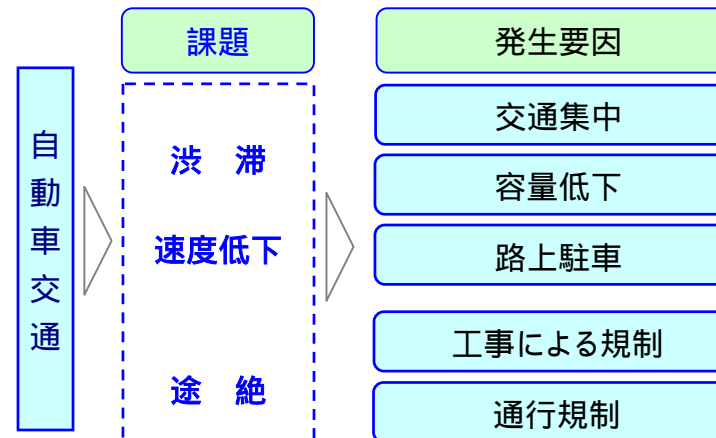 課題
発生要因
自動車交通
渋　滞
速度低下
途　絶
交通集中
容量低下
路上駐車
工事による規制
通行規制